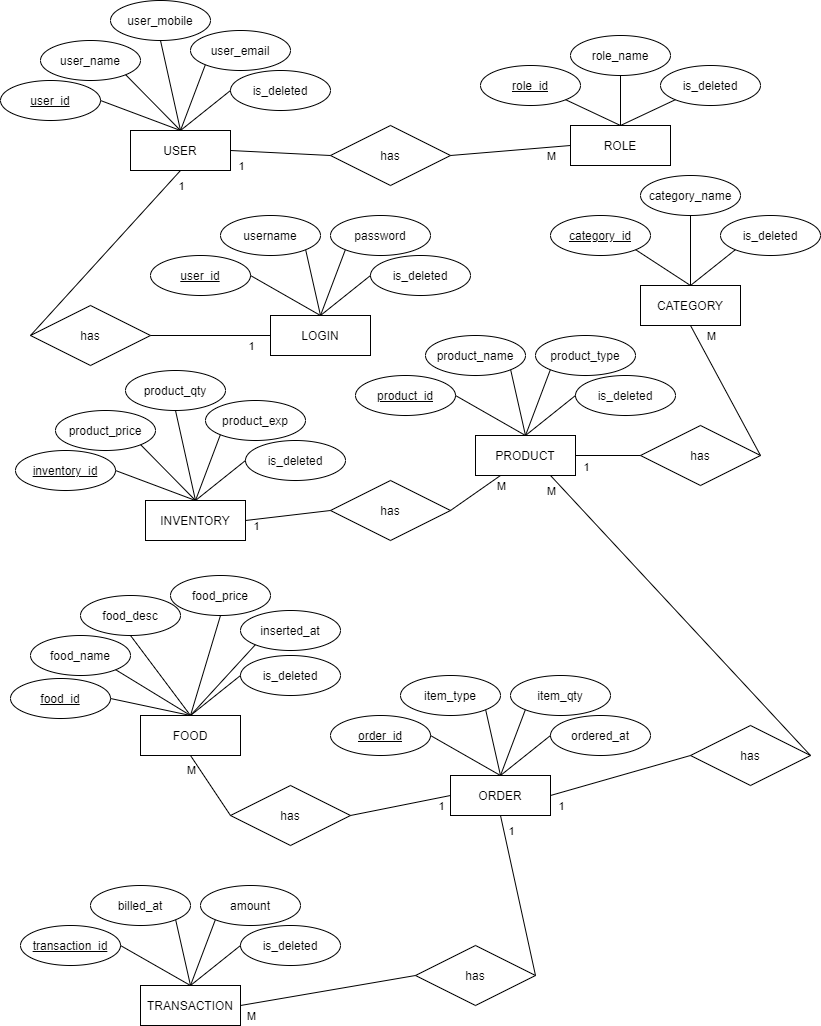 user_mobile
user_name
user_email
user_id
is_deleted
USER
1
1
has
M
role_name
role_id
is_deleted
ROLE
category_name
category_id
is_deleted
CATEGORY
M
username
password
user_id
is_deleted
has
1
LOGIN
product_name
product_type
product_id
is_deleted
PRODUCT
1
has
M
M
product_qty
product_price
product_exp
inventory_id
is_deleted
INVENTORY
1
has
food_price
food_desc
inserted_at
food_name
is_deleted
food_id
FOOD
M
has
item_type
item_qty
order_id
ordered_at
ORDER
1
1
1
has
billed_at
amount
transaction_id
is_deleted
TRANSACTION
M
has